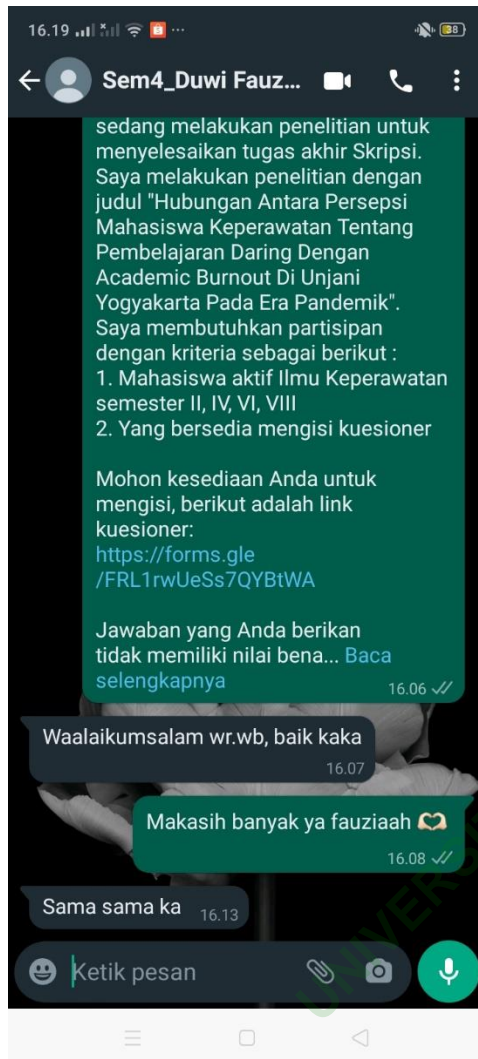 16.19
88
Sem4_Duwi Fauz...
sedang melakukan penelitian untuk
menyelesaikan tugas akhir Skripsi.
Saya melakukan penelitian dengan
judul "Hubungan Antara Persepsi
Mahasiswa Keperawatan Tentang
Pembelajaran Daring Dengan
Academic Burnout Di Unjani
Yogyakarta Pada Era Pandemik".
Saya membutuhkan partisipan
dengan kriteria sebagai berikut :
1. Mahasiswa aktif Ilmu Keperawatan
semester II, IV, VI, VIII
2. Yang bersedia mengisi kuesioner
Mohon kesediaan Anda untuk
mengisi, berikut adalah link
kuesioner:
https://forms.gle
/FRL1rwUeSs7QYBtWA
Jawaban yang Anda berikan
tidak memiliki nilai bena... Baca
selengkapnya
16.06
Waalaikumsalam wr.wb, baik kaka
16.07
Makasih banyak ya fauziaah 🫶🏻
16.08
Sama sama ka
16.13
Ketik pesan
UNIVERSI